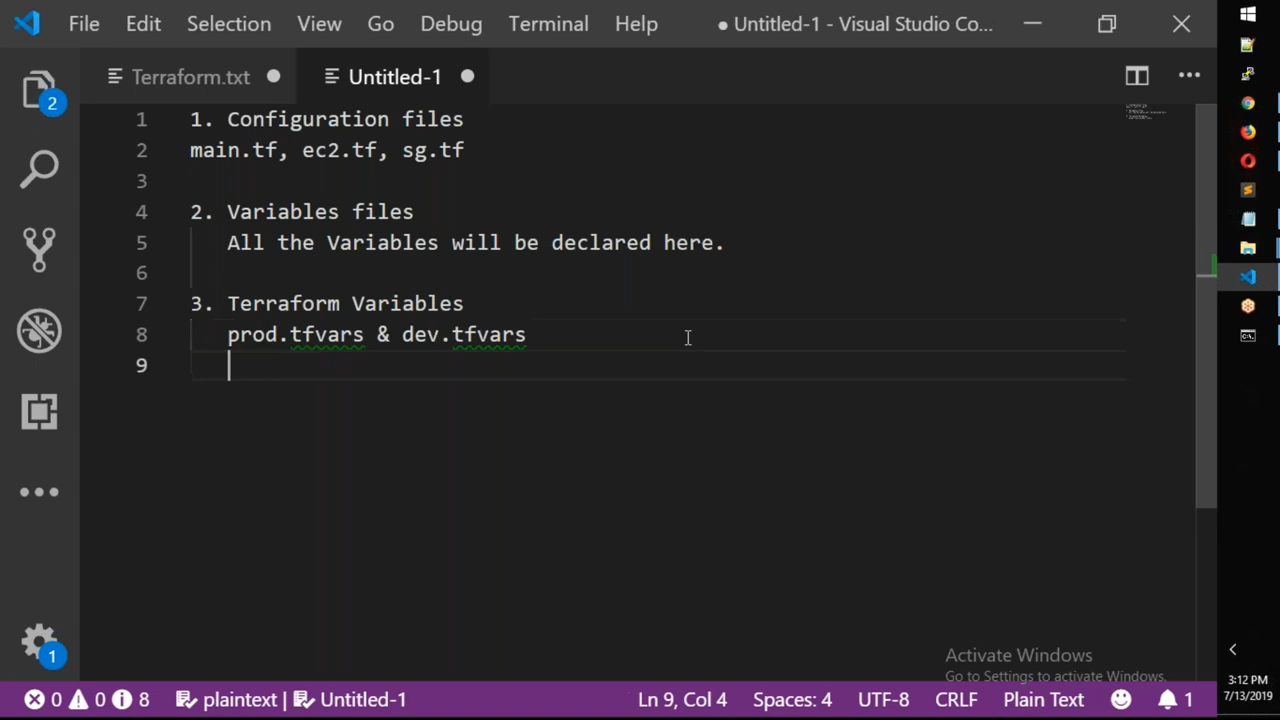 File Edit Selection View Go Debug Terminal Help ● Untitled-1 - Visual Studio Co...
Terraform.txt Untitled-1
2
1 1. Configuration files
2 main.tf, ec2.tf, sg.tf
3
4 2. Variables files
5 All the Variables will be declared here.
6
7 3. Terraform Variables
8 prod.tfvars & dev.tfvars
9
1
Activate Windows
Go to Settings to activate Windows.
0 0 8 plaintext | Untitled-1 Ln 9, Col 4 Spaces: 4 UTF-8 CRLF Plain Text 1
3:12 PM
7/13/2019